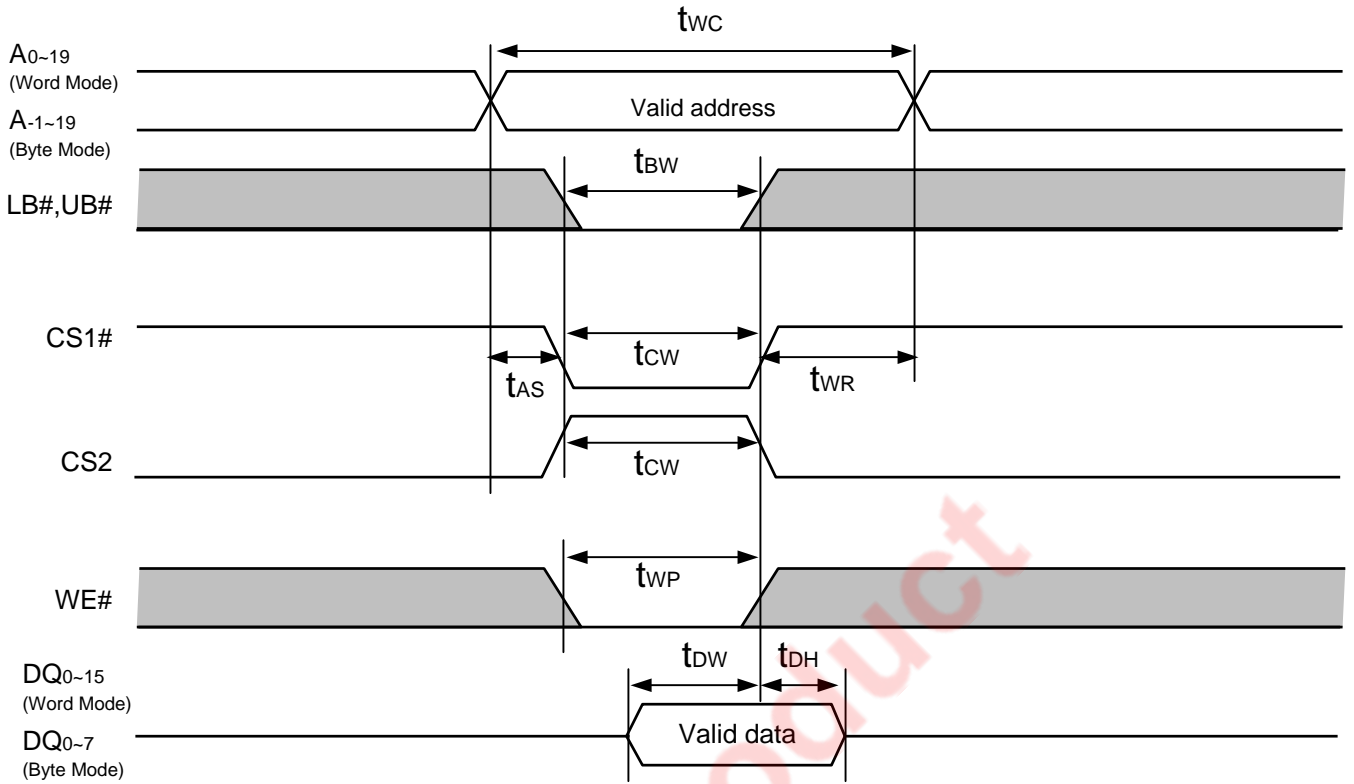 tWC
A0~19
(Word Mode)
Valid address
A-1~19
(Byte Mode)
tBW
LB#,UB#
CS1#
tCW
tAS
tWR
CS2
tCW
tWP
WE#
tDW
tDH
DQ0~15
(Word Mode)
Valid data
DQ0~7
(Byte Mode)